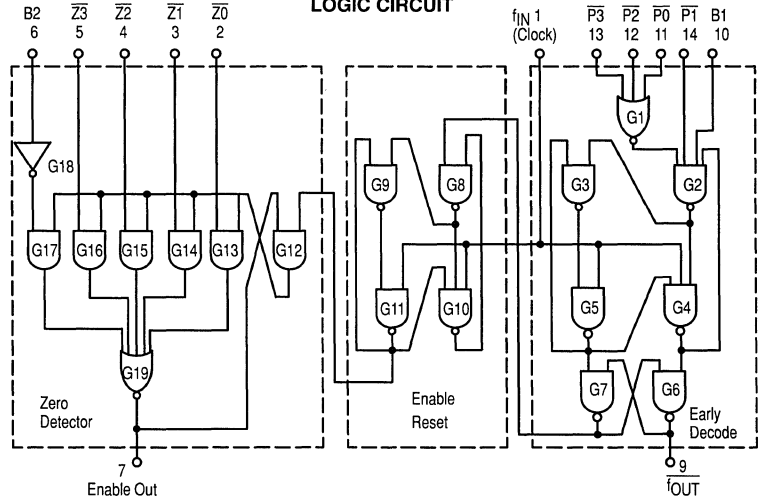 LOGIC CIRCUIT
B2 Z3 Z2 Z1 Z0 fIN 1 P3 P2 P0 P1 B1
6 5 4 3 2 (Clock) 13 12 11 14 10
G1
G18 G9 G8 G3 G2
G17 G16 G15 G14 G13 G12
G11 G10 G5 G4
G19 G7 G6
Zero
Detector
Enable
Reset
Early
Decode
7
Enable Out
9
fOUT